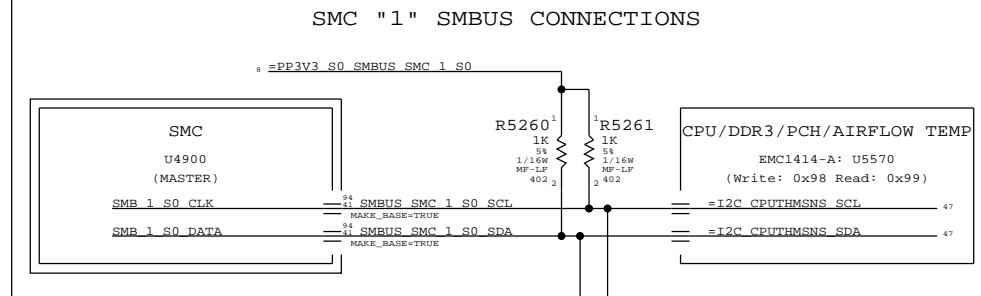 SMC "1" SMBUS CONNECTIONS
8 =PP3V3_S0_SMBUS_SMC_1_S0
SMC
U4900
(MASTER)
SMB_1_S0_CLK
SMB_1_S0_DATA
94
41 SMBUS_SMC_1_S0_SCL
MAKE_BASE=TRUE
94
41 SMBUS_SMC_1_S0_SDA
MAKE_BASE=TRUE
R5260 1
1K
5%
1/16W
MF-LF
402 2
1 R5261
1K
5%
1/16W
MF-LF
2 402
CPU/DDR3/PCH/AIRFLOW TEMP
EMC1414-A: U5570
(Write: 0x98 Read: 0x99)
=I2C_CPUTHMSNS_SCL 47
=I2C_CPUTHMSNS_SDA 47